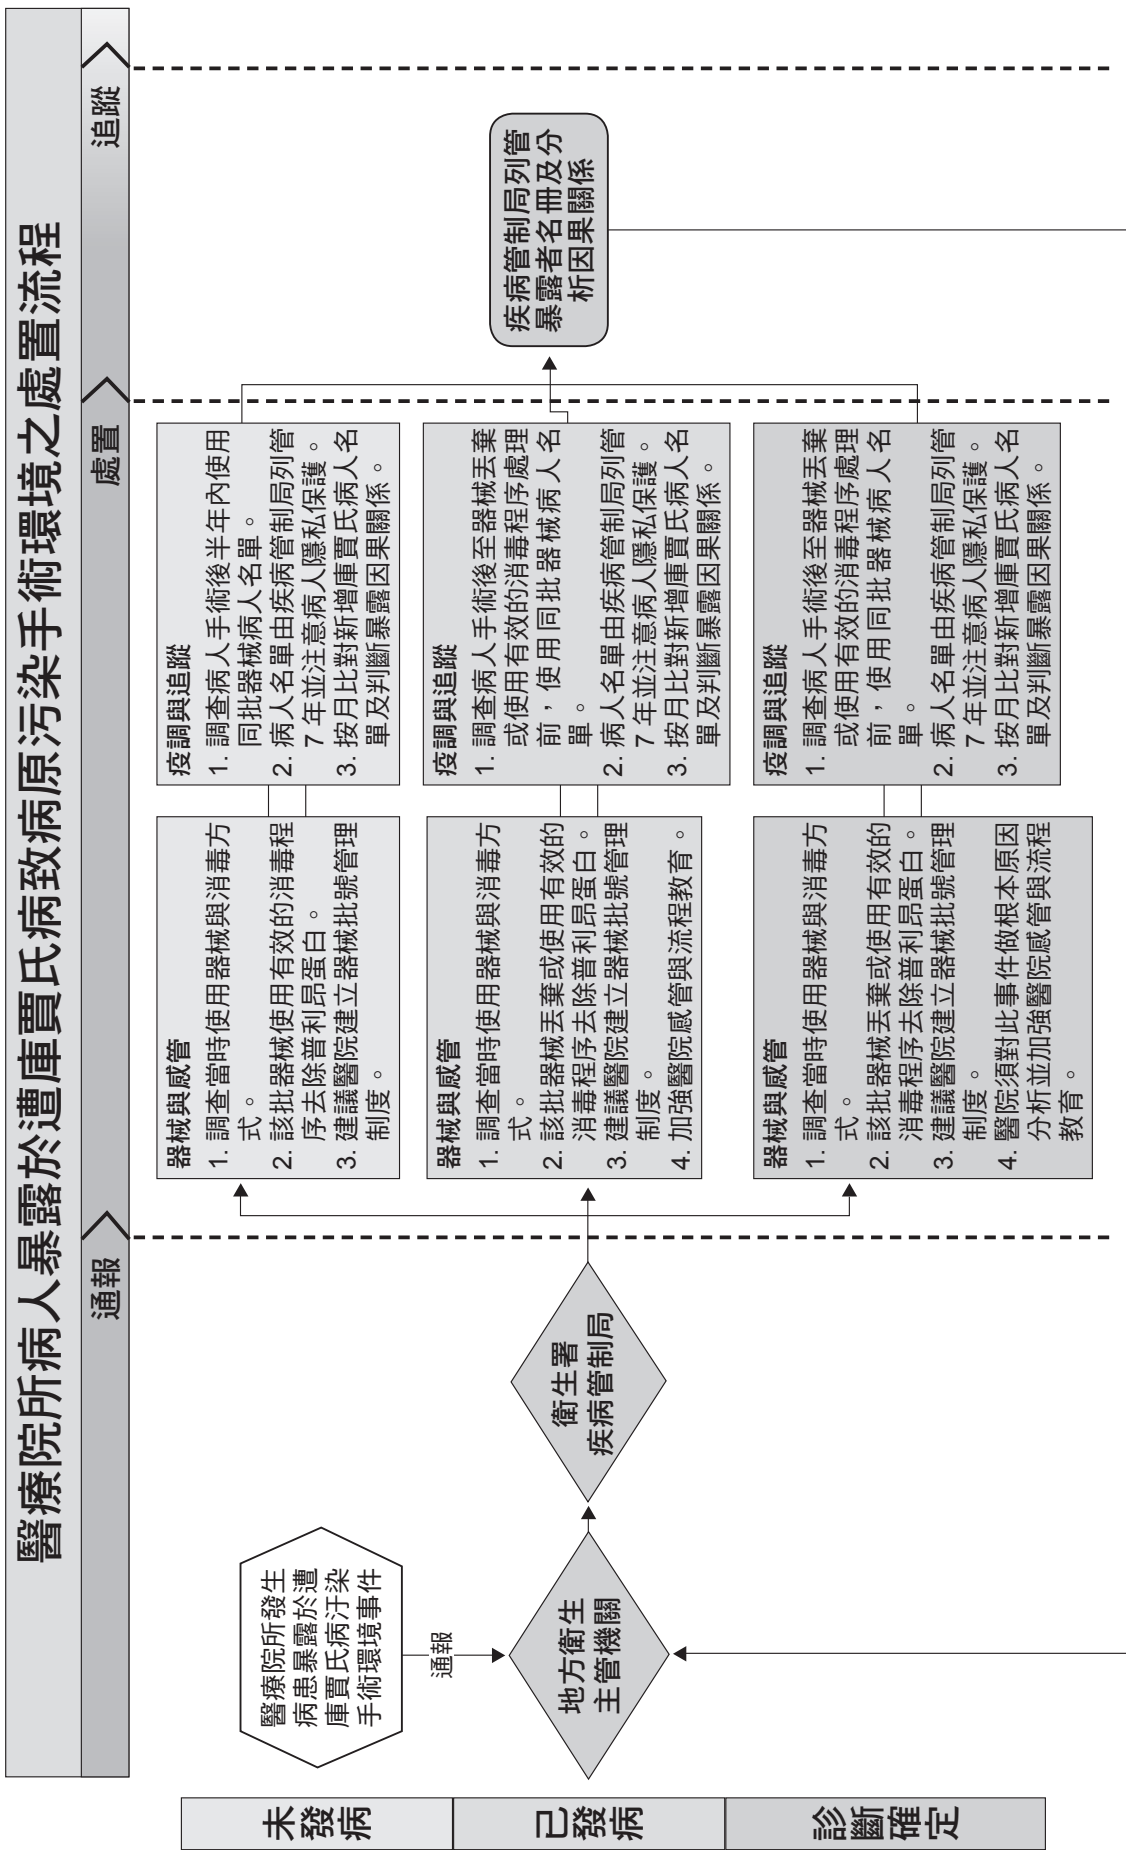 醫療院所病人暴露於遭庫賈氏病致病原污染手術環境之處置流程
通報
處置
追蹤
未發病
已發病
診斷確定
醫療院所發生
病患暴露於遭
庫賈氏病汙染
手術環境事件
通報
地方衛生
主管機關
衛生署
疾病管制局
器械與感管
1. 調查當時使用器械與消毒方
式。
2. 該批器械使用有效的消毒程
序去除普利昂蛋白。
3. 建議醫院建立器械批號管理
制度。
疫調與追蹤
1. 調查病人手術後半年內使用
同批器械病人名單。
2. 病人名單由疾病管制局列管
7 年並注意病人隱私保護。
3. 按月比對新增庫賈氏病人名
單及判斷暴露因果關係。
器械與感管
1. 調查當時使用器械與消毒方
式。
2. 該批器械丟棄或使用有效的
消毒程序去除普利昂蛋白。
3. 建議醫院建立器械批號管理
制度。
4. 加強醫院感管與流程教育。
疫調與追蹤
1. 調查病人手術後至器械丟棄
或使用有效的消毒程序處理
前，使用同批器械病人名
單。
2. 病人名單由疾病管制局列管
7 年並注意病人隱私保護。
3. 按月比對新增庫賈氏病人名
單及判斷暴露因果關係。
器械與感管
1. 調查當時使用器械與消毒方
式。
2. 該批器械丟棄或使用有效的
消毒程序去除普利昂蛋白。
3. 建議醫院建立器械批號管理
制度。
4. 醫院須對此事件做根本原因
分析並加強醫院感管與流程
教育。
疫調與追蹤
1. 調查病人手術後至器械丟棄
或使用有效的消毒程序處理
前，使用同批器械病人名
單。
2. 病人名單由疾病管制局列管
7 年並注意病人隱私保護。
3. 按月比對新增庫賈氏病人名
單及判斷暴露因果關係。
疾病管制局列管
暴露者名冊及分
析因果關係